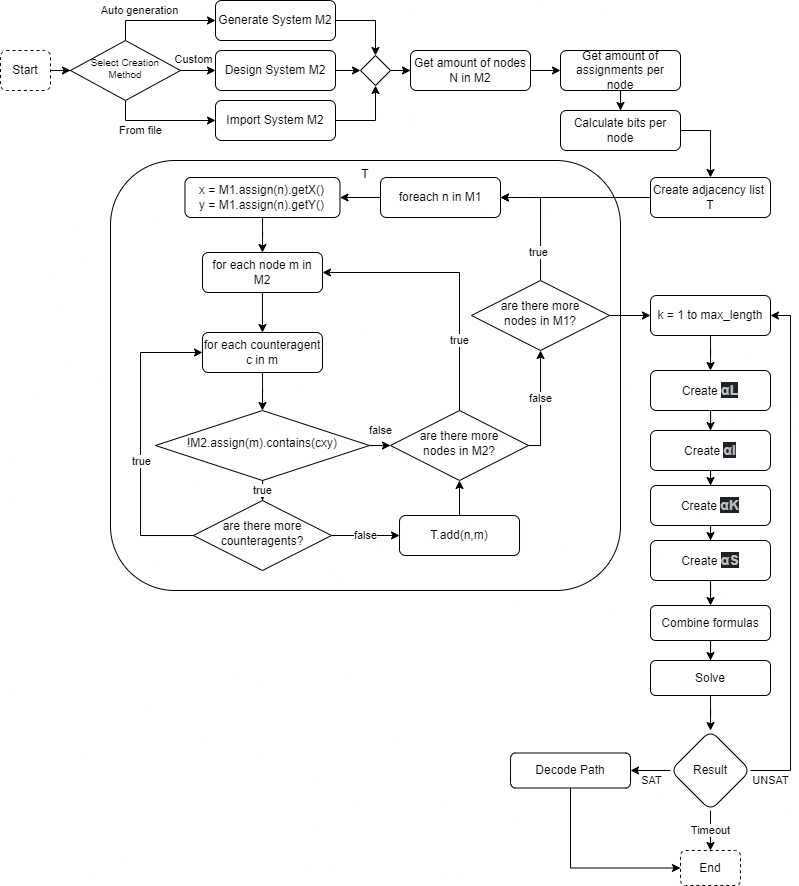 Auto generation
Generate System M2
Start
Select Creation
Method
Custom
Design System M2
Get amount of nodes
N in M2
Get amount of
assignments per
node
From file
Import System M2
Calculate bits per
node
T
x = M1.assign(n).getX()
y = M1.assign(n).getY()
foreach n in M1
Create adjacency list
T
true
for each node m in
M2
are there more
nodes in M1?
k = 1 to max_length
for each counteragent
c in m
true
false
Create αL
!M2.assign(m).contains(cxy)
false
are there more
nodes in M2?
Create αI
true
true
Create αK
are there more
counteragents?
false
T.add(n,m)
Create αS
Combine formulas
Solve
Decode Path
SAT
Result
UNSAT
Timeout
End